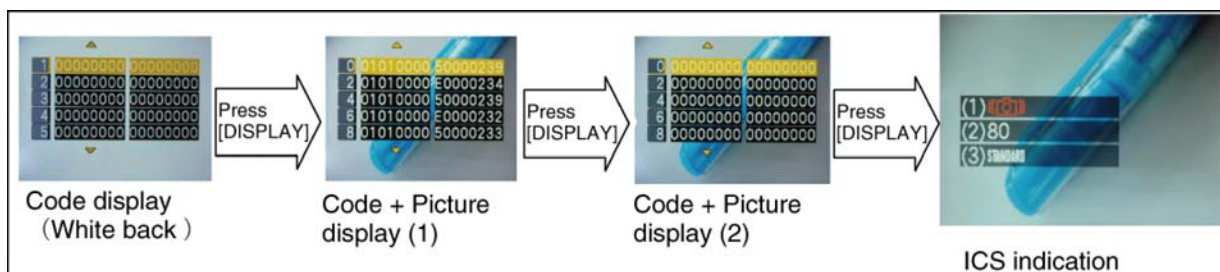 1 00000000 00000000
2 00000000 00000000
3 00000000 00000000
4 00000000 00000000
5 00000000 00000000
Code display
(White back )
Press
[DISPLAY]
0 01010000 50000239
2 01010000 E0000234
4 01010000 50000239
6 01010000 E0000232
8 01010000 50000233
Code + Picture
display (1)
Press
[DISPLAY]
0 00000000 00000000
2 00000000 00000000
4 00000000 00000000
6 00000000 00000000
8 00000000 00000000
Code + Picture
display (2)
Press
[DISPLAY]
(1)
(2) 80
(3) STANDARD
ICS indication